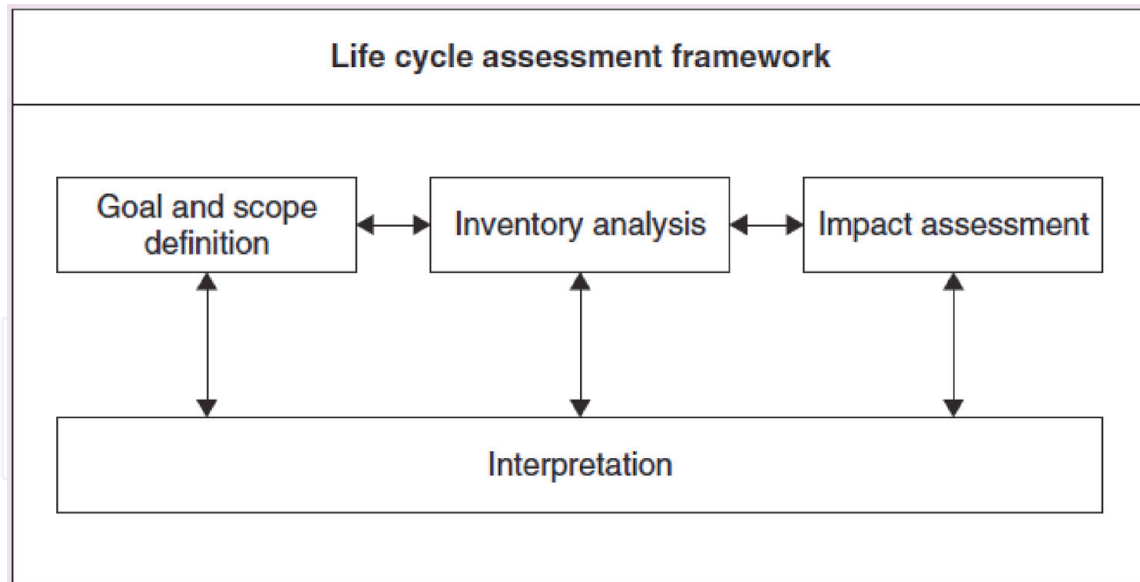 Life cycle assessment framework
Goal and scope
definition
Inventory analysis
Impact assessment
Interpretation